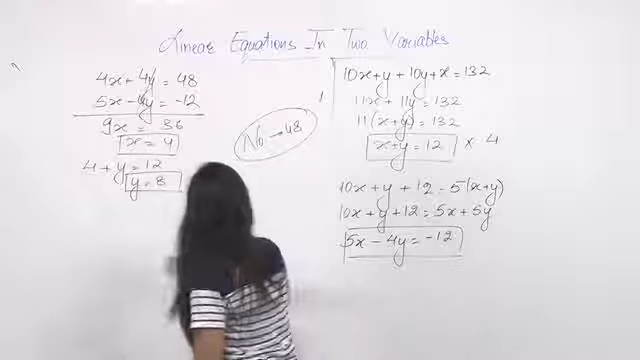 Linear Equations In Two Variables
4x + 4y = 48
5x - 4y = -12
9x = 36
x = 4
4 + y = 12
y = 8
No → 48
10x+y + 10y+x = 132
11x + 11y = 132
11(x+y) = 132
x+y = 12 × 4
10x + y + 12 = 5(x+y)
10x + y + 12 = 5x + 5y
5x - 4y = -12